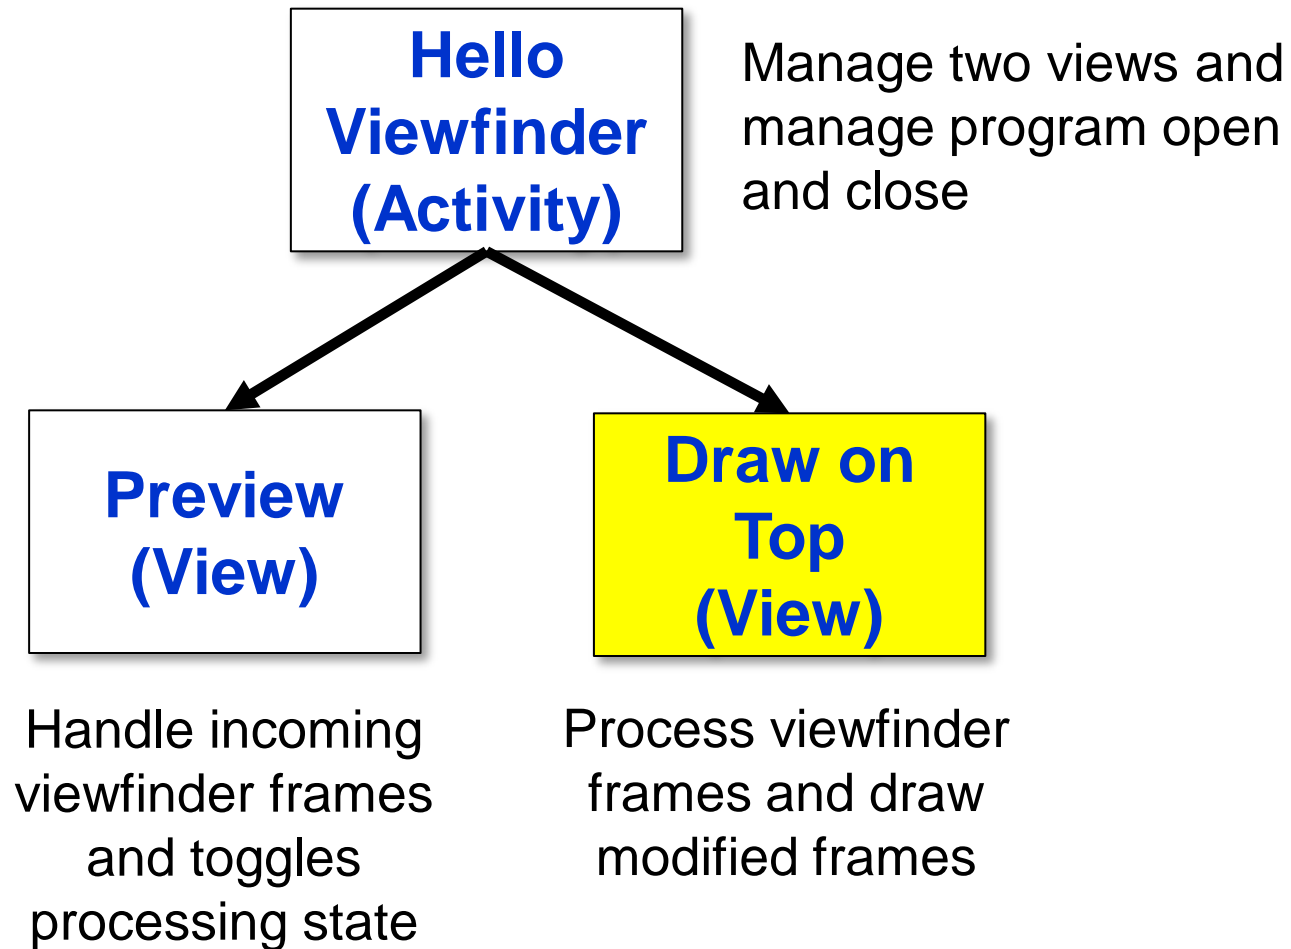 Hello
Viewfinder
(Activity)
Manage two views and
manage program open
and close
Preview
(View)
Draw on
Top
(View)
Handle incoming
viewfinder frames
and toggles
processing state
Process viewfinder
frames and draw
modified frames